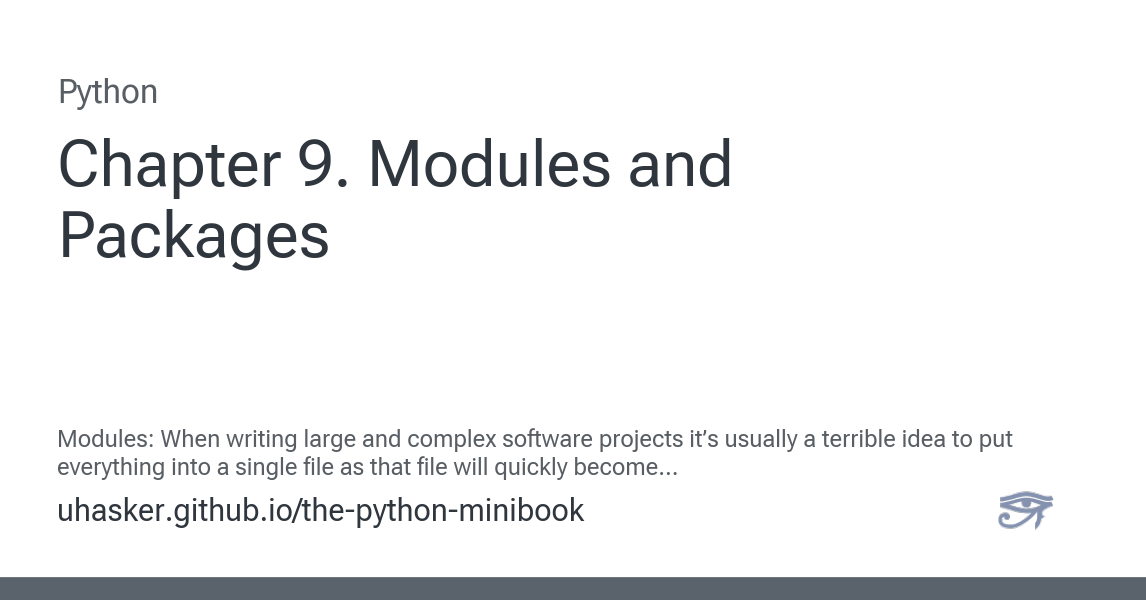 Python
Chapter 9. Modules and
Packages
Modules: When writing large and complex software projects it’s usually a terrible idea to put
everything into a single file as that file will quickly become...
uhasker.github.io/the-python-minibook